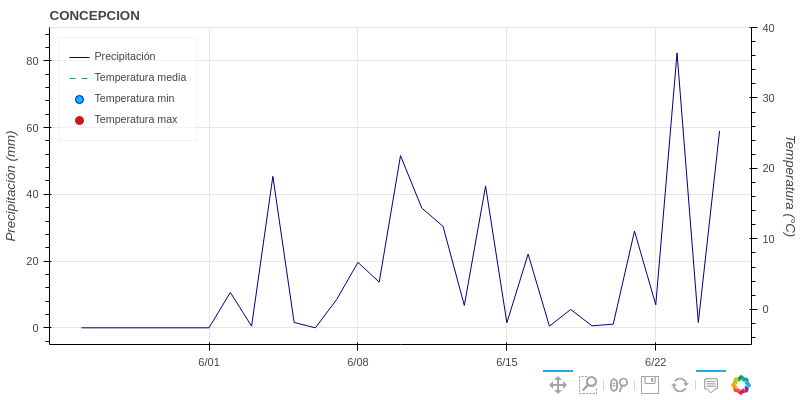 CONCEPCION
Precipitación
Temperatura media
Temperatura min
Temperatura max
Precipitación (mm)
80
60
40
20
0
40
30
20
10
0
Temperatura (°C)
6/01
6/08
6/15
6/22